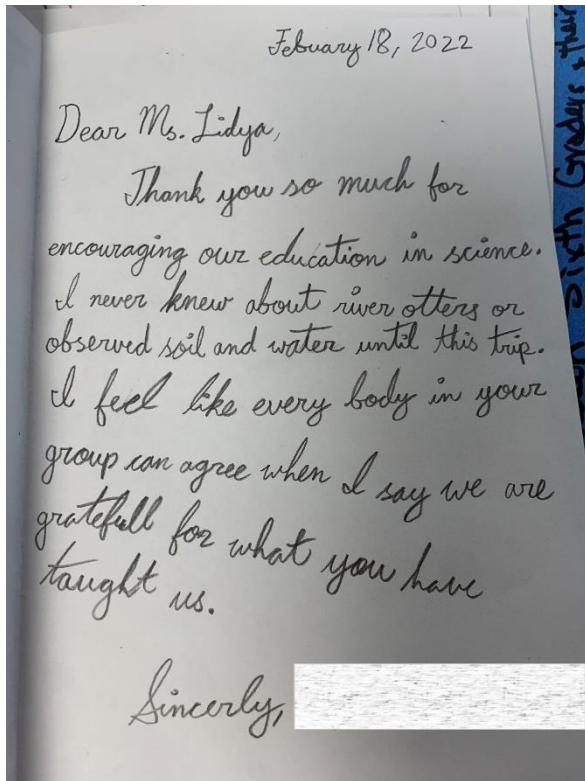 Febuary 18, 2022
Dear Ms. Lidya,
Thank you so much for
encouraging our education in science.
I never knew about river otters or
observed soil and water until this trip.
I feel like every body in your
group can agree when I say we are
gratefull for what you have
taught us.
Sincerly,
Sixth Graders & their